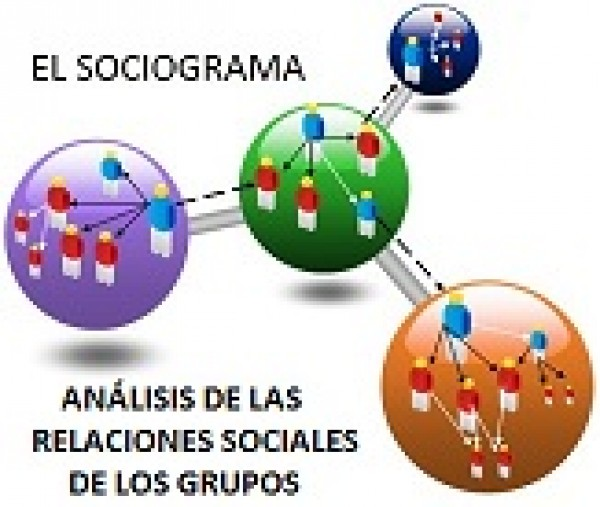 EL SOCIOGRAMA
ANÁLISIS DE LAS
RELACIONES SOCIALES
DE LOS GRUPOS